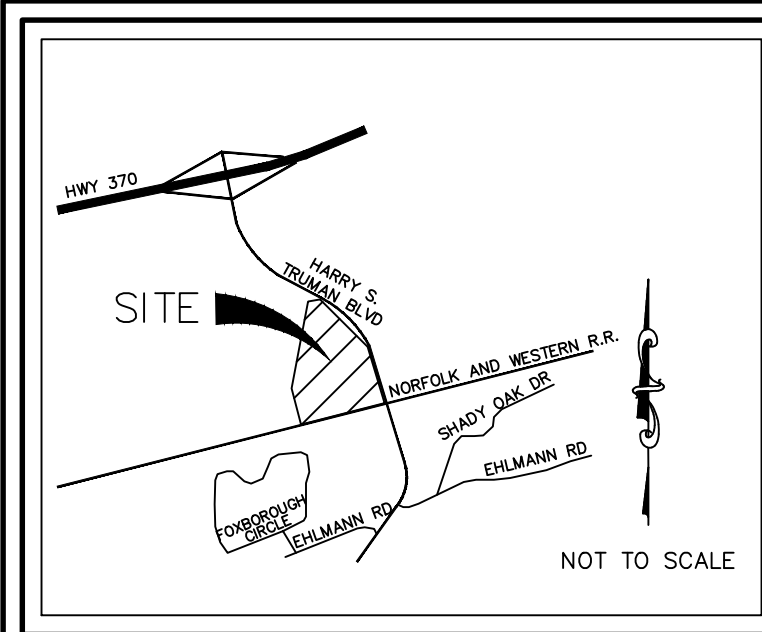 HWY 370
HARRY S.
TRUMAN BLVD
SITE
NORFOLK AND WESTERN R.R.
SHADY OAK DR
EHLMANN RD
FOXBOROUGH
CIRCLE
EHLMANN RD
NOT TO SCALE